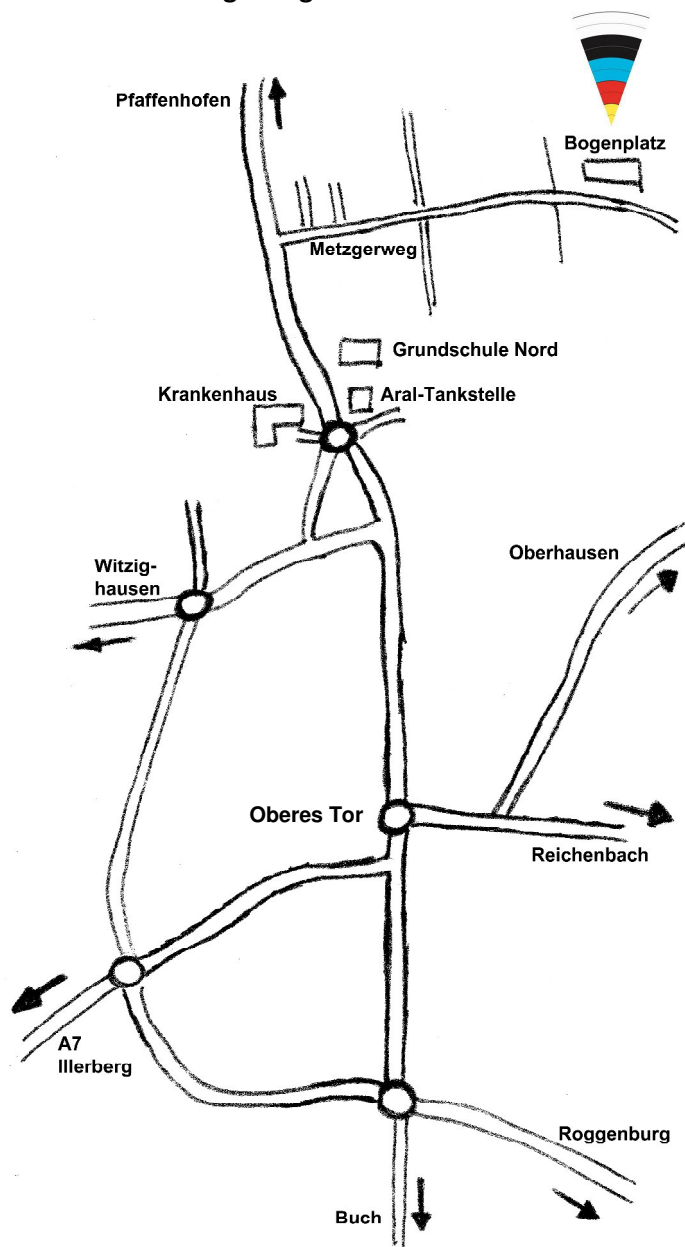 Pfaffenhofen
Bogenplatz
Metzgerweg
Grundschule Nord
Krankenhaus
Aral-Tankstelle
Oberhausen
Witzig-
hausen
Oberes Tor
Reichenbach
A7
Illerberg
Roggenburg
Buch